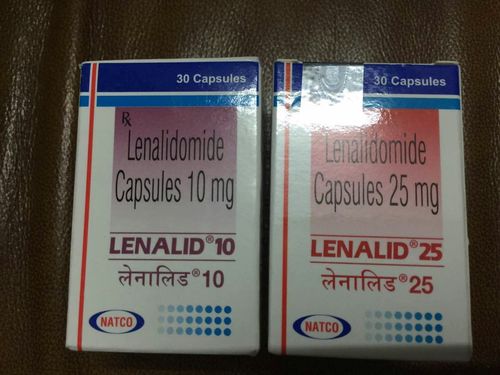 30 Capsules
Rx
Lenalidomide
Capsules 10 mg
LENALID®10
लेनालिड®10
NATCO
30 Capsules
Lenalidomide
Capsules 25 mg
LENALID®25
लेनालिड®25
NATCO